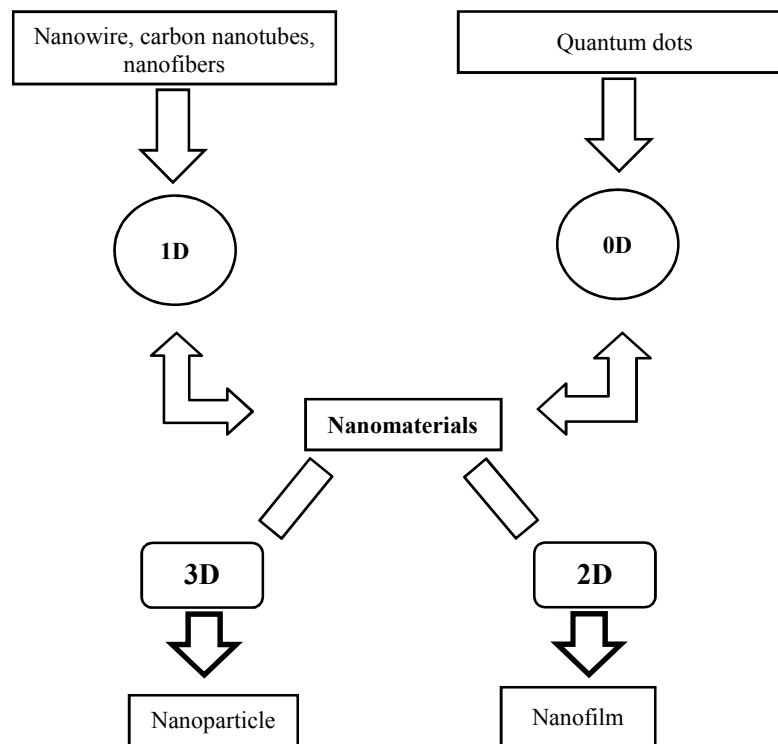 Nanowire, carbon nanotubes,
nanofibers
Quantum dots
1D
0D
Nanomaterials
3D
2D
Nanoparticle
Nanofilm